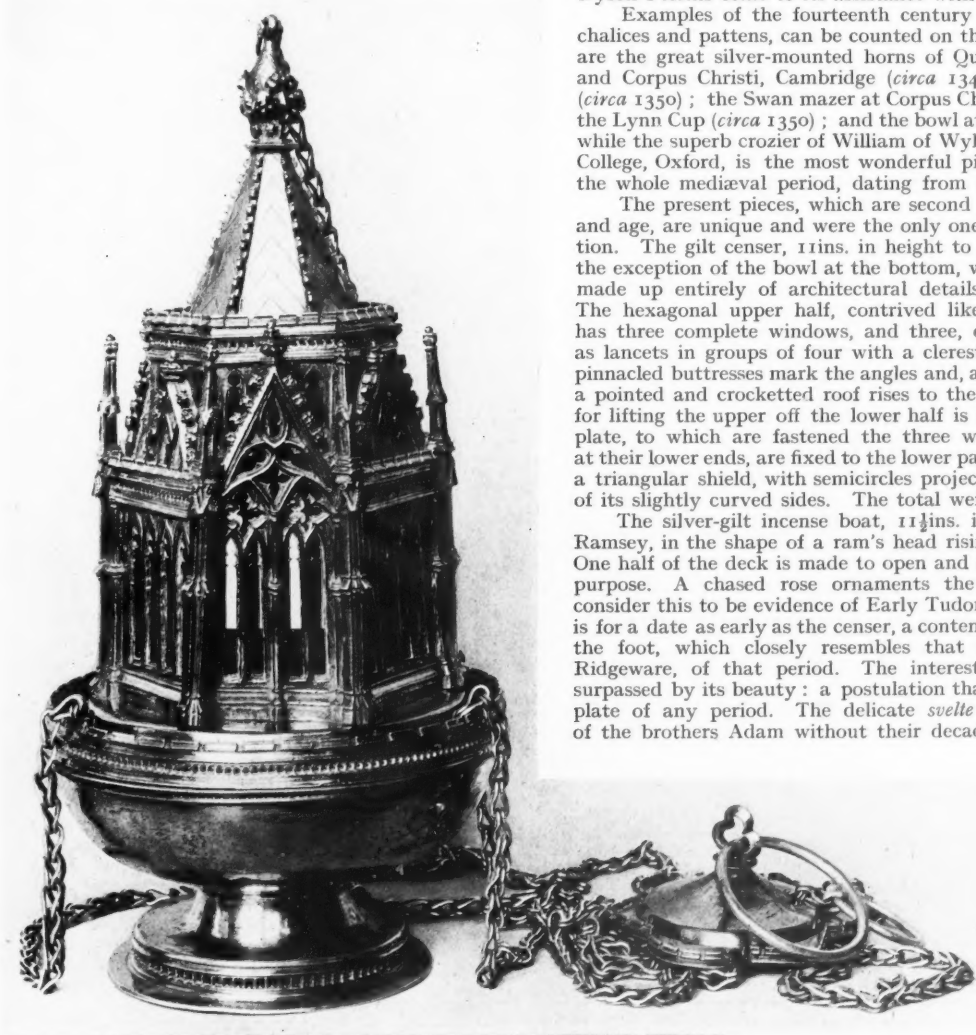 Examples of the fourteenth century
chalices and pattens, can be counted on th
are the great silver-mounted horns of Qu
and Corpus Christi, Cambridge (circa 134
(circa 1350) ; the Swan mazer at Corpus Ch
the Lynn Cup (circa 1350) ; and the bowl a
while the superb crozier of William of Wyl
College, Oxford, is the most wonderful pi
the whole mediæval period, dating from
The present pieces, which are second
and age, are unique and were the only one
tion. The gilt censer, 11ins. in height to
the exception of the bowl at the bottom, v
made up entirely of architectural details
The hexagonal upper half, contrived like
has three complete windows, and three, c
as lancets in groups of four with a cleres
pinnacled buttresses mark the angles and, a
a pointed and crocketted roof rises to the
for lifting the upper off the lower half is
plate, to which are fastened the three w
at their lower ends, are fixed to the lower pa
a triangular shield, with semicircles projec
of its slightly curved sides. The total we
The silver-gilt incense boat, 11½ins. i
Ramsey, in the shape of a ram's head risi
One half of the deck is made to open and
purpose. A chased rose ornaments the
consider this to be evidence of Early Tudo
is for a date as early as the censer, a conten
the foot, which closely resembles that
Ridgeware, of that period. The interest
surpassed by its beauty : a postulation tha
plate of any period. The delicate svelte
of the brothers Adam without their decad